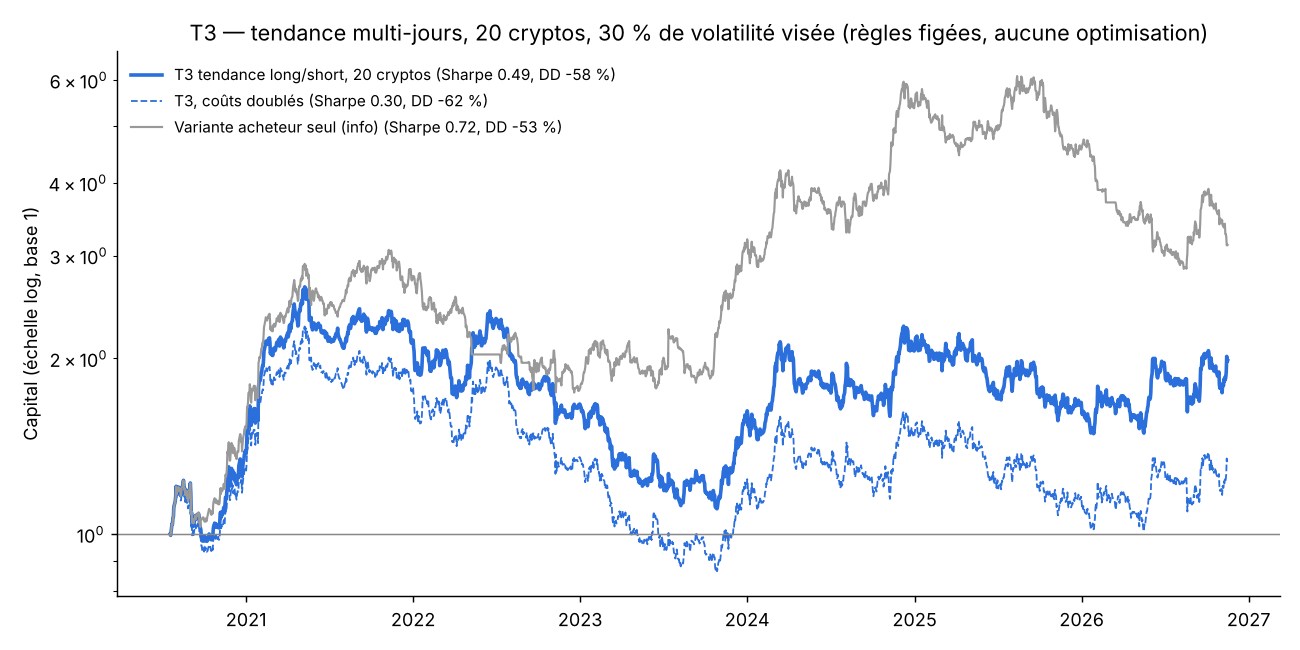 T3 — tendance multi-jours, 20 cryptos, 30 % de volatilité visée (règles figées, aucune optimisation)
T3 tendance long/short, 20 cryptos (Sharpe 0.49, DD -58 %)
T3, coûts doublés (Sharpe 0.30, DD -62 %)
Variante acheteur seul (info) (Sharpe 0.72, DD -53 %)
Capital (échelle log, base 1)
6 × 10⁰
4 × 10⁰
3 × 10⁰
2 × 10⁰
10⁰
2021 2022 2023 2024 2025 2026 2027